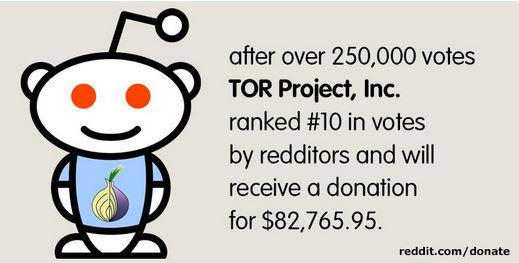 after over 250,000 votes
TOR Project, Inc.
ranked #10 in votes
by redditors and will
receive a donation
for $82,765.95.
reddit.com/donate